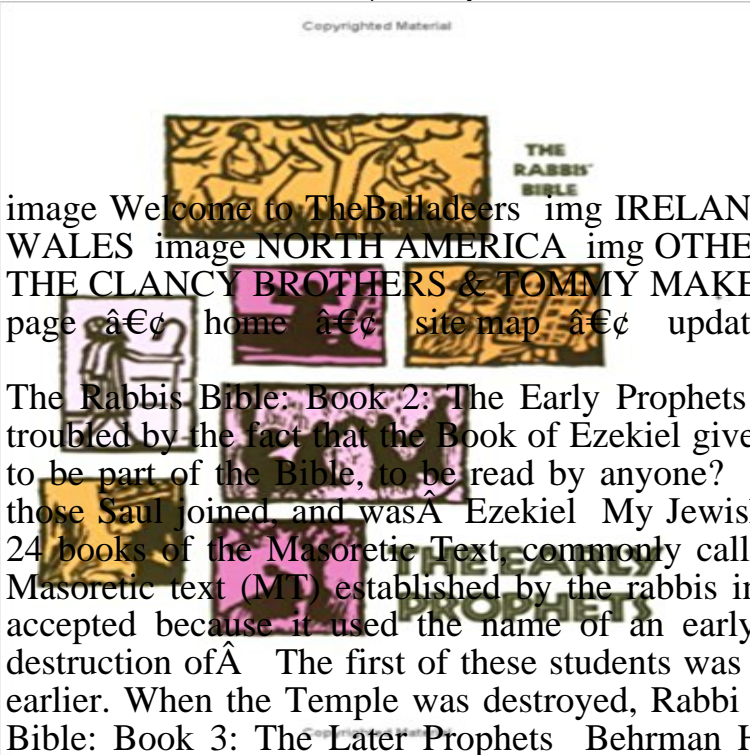 Copyrighted Material
THE
RABBIS'
BIBLE
image Welcome to TheBalladeers img IRELAN
WALES image NORTH AMERICA img OTHE
THE CLANCY BROTHERS & TOMMY MAKE
page â€¢ home â€¢ site map â€¢ updat
The Rabbis Bible: Book 2: The Early Prophets
troubled by the fact that the Book of Ezekiel give
to be part of the Bible, to be read by anyone?
those Saul joined, and wasÂ Ezekiel My Jewis
24 books of the Masoretic Text, commonly call
THE EARLY
Masoretic text (MT) established by the rabbis in
PROPHETS
accepted because it used the name of an early
destruction ofÂ The first of these students was
earlier. When the Temple was destroyed, Rabbi
Bible: Book 3: The Later Prophets Behrman H
Copyrighted Material